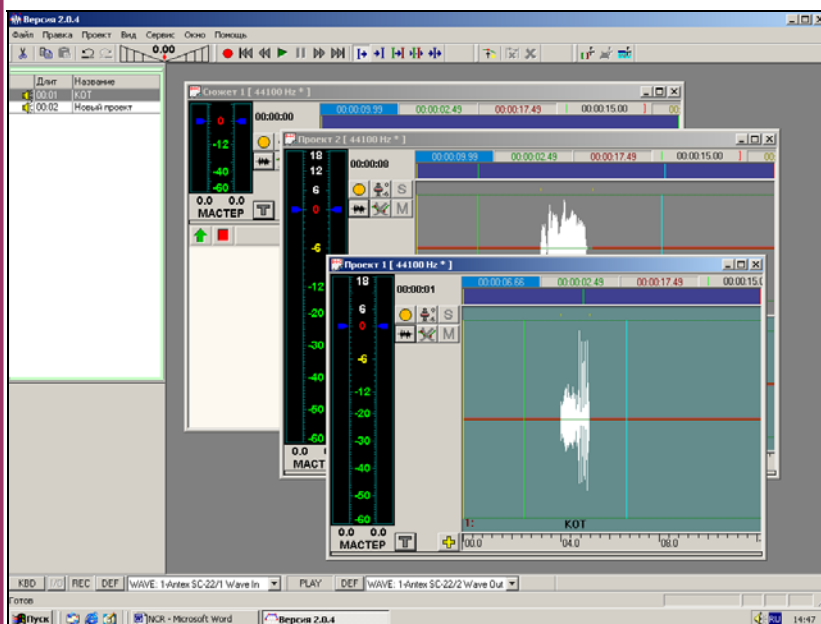 Версия 2.0.4
Файл Правка Проект Вид Сервис Окно Помощь
0.00
Длит Название
00:01 КОТ
00:02 Новый проект
Сюжет 1 [ 44100 Hz * ]
00:00:00
00:00:09.99 00:00:02.49 00:00:17.49 00:00:15.00 00:
0
-12
-40
-60
0.0 0.0
МАСТЕР T
Проект 2 [ 44100 Hz * ]
00:00:00
00:00:09.99 00:00:02.49 00:00:17.49 00:00:15.00 00:
18
12
6
0
-6
-12
-20
-30
-40
-50
-60
S
M
0.0
МАСТ
Проект 1 [ 44100 Hz * ]
00:00:01
00:00:06.66 00:00:02.49 00:00:17.49 00:00:15.0
18
6
0
-6
-12
-20
-30
-40
-50
-60
S
M
0.0 0.0
МАСТЕР T
1: КОТ
00.0 04.0 08.0
KBD I/O REC DEF WAVE: 1-Antex SC-22/1 Wave In PLAY DEF WAVE: 1-Antex SC-22/2 Wave Out
Готов
Пуск NCR - Microsoft Word Версия 2.0.4 RU 14:47